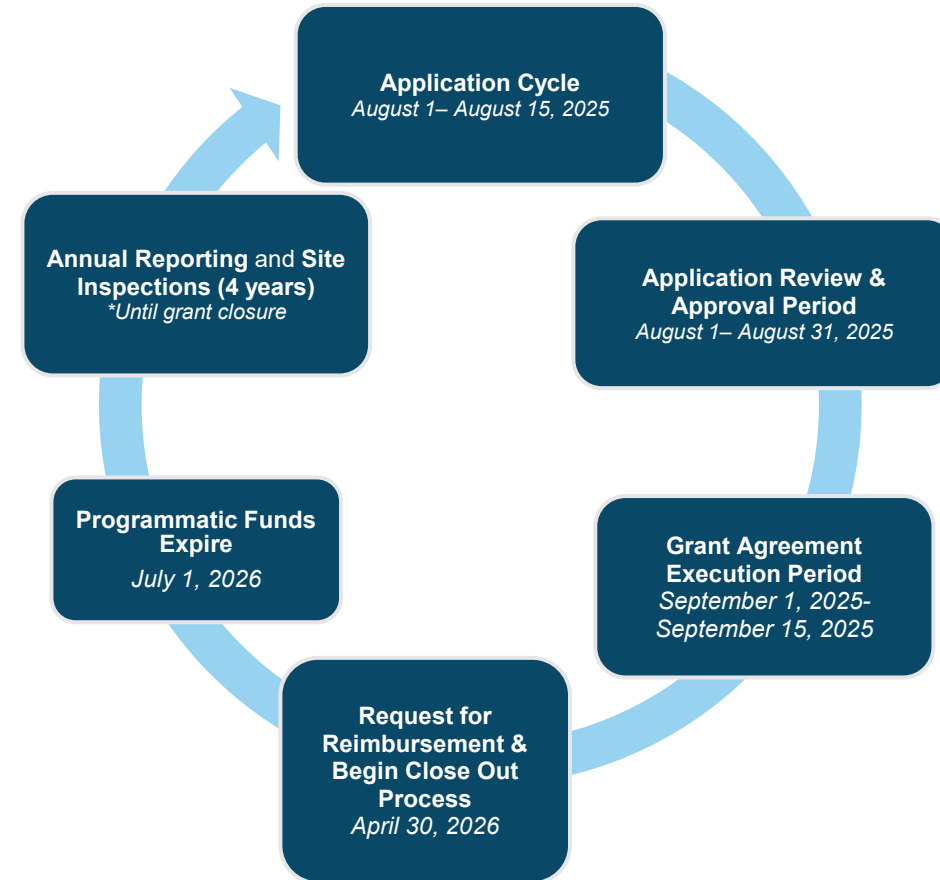 Application Cycle
August 1– August 15, 2025
Application Review &
Approval Period
August 1– August 31, 2025
Grant Agreement
Execution Period
September 1, 2025-
September 15, 2025
Request for
Reimbursement &
Begin Close Out
Process
April 30, 2026
Programmatic Funds
Expire
July 1, 2026
Annual Reporting and Site
Inspections (4 years)
*Until grant closure